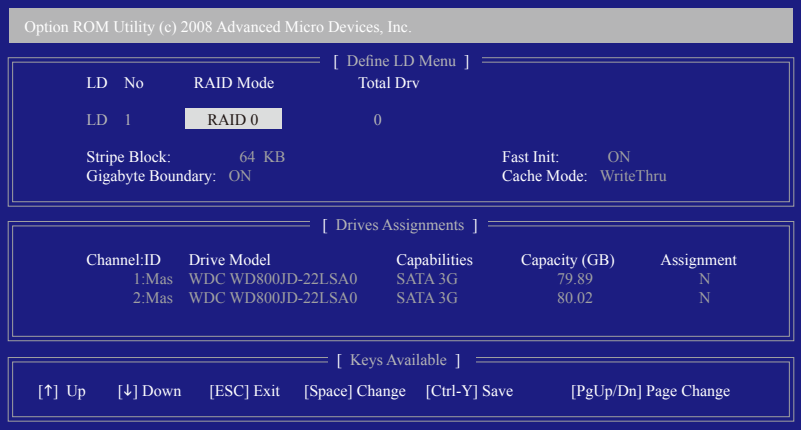 Option ROM Utility (c) 2008 Advanced Micro Devices, Inc.
[ Define LD Menu ]
LD No RAID Mode Total Drv
LD 1 RAID 0 0
Stripe Block: 64 KB Fast Init: ON
Gigabyte Boundary: ON Cache Mode: WriteThru
[ Drives Assignments ]
Channel:ID Drive Model Capabilities Capacity (GB) Assignment
1:Mas WDC WD800JD-22LSA0 SATA 3G 79.89 N
2:Mas WDC WD800JD-22LSA0 SATA 3G 80.02 N
[ Keys Available ]
[↑] Up [↓] Down [ESC] Exit [Space] Change [Ctrl-Y] Save [PgUp/Dn] Page Change